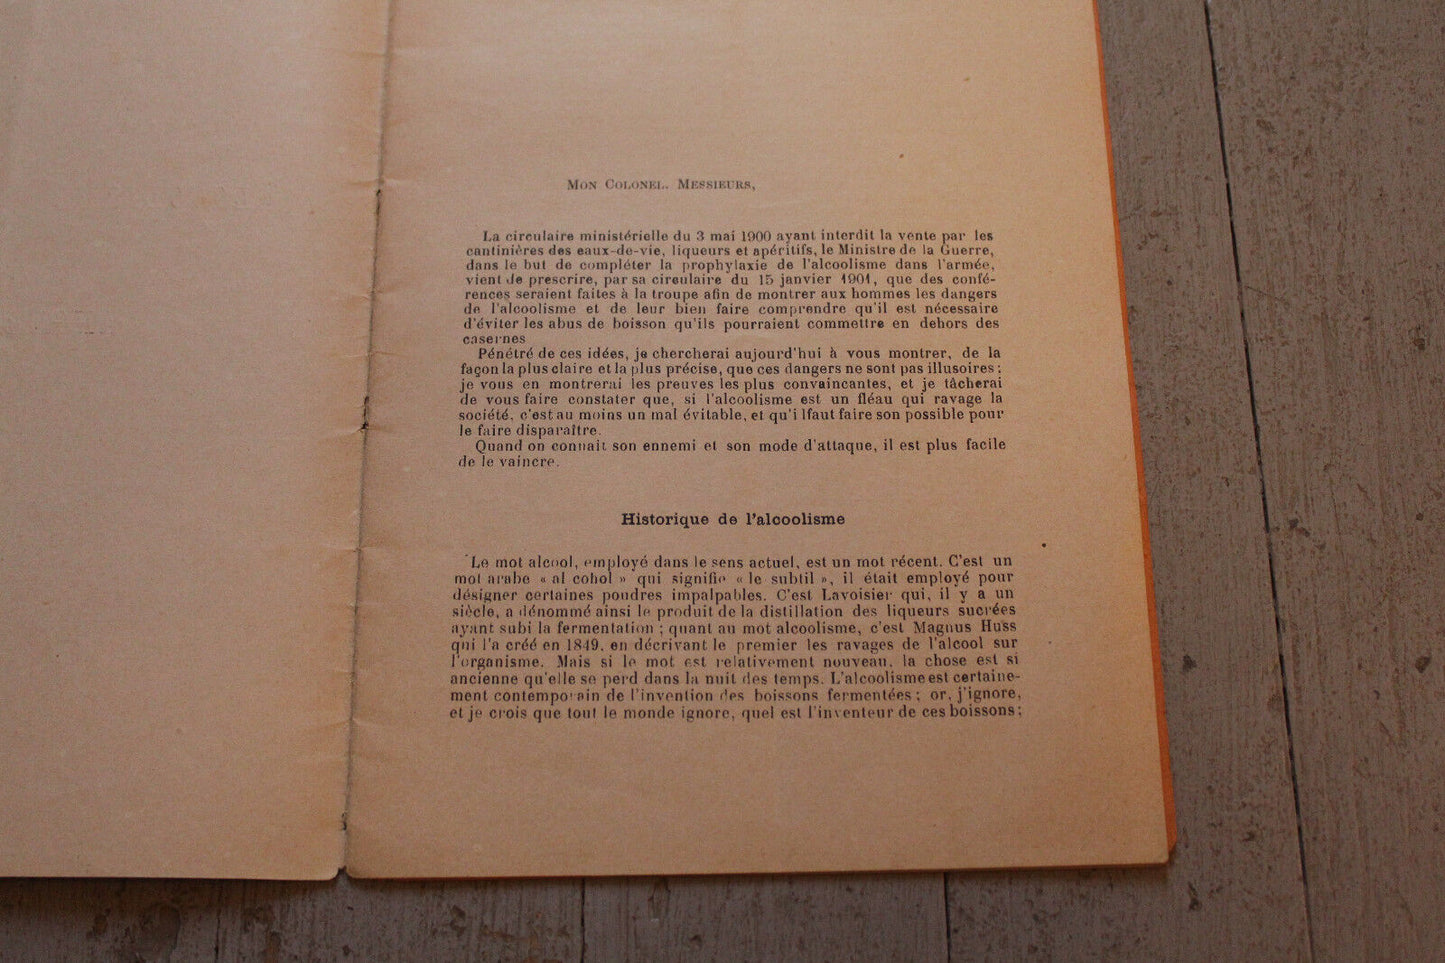 Mon Colonel. Messieurs,
La circulaire ministérielle du 3 mai 1900 ayant interdit la vente par les
cantinières des eaux-de-vie, liqueurs et apéritifs, le Ministre de la Guerre,
dans le but de compléter la prophylaxie de l'alcoolisme dans l'armée,
vient de prescrire, par sa circulaire du 15 janvier 1901, que des confé-
rences seraient faites à la troupe afin de montrer aux hommes les dangers
de l'alcoolisme et de leur bien faire comprendre qu'il est nécessaire
d'éviter les abus de boisson qu'ils pourraient commettre en dehors des
casernes
Pénétré de ces idées, je chercherai aujourd'hui à vous montrer, de la
façon la plus claire et la plus précise, que ces dangers ne sont pas illusoires ;
je vous en montrerai les preuves les plus convaincantes, et je tâcherai
de vous faire constater que, si l'alcoolisme est un fléau qui ravage la
société, c'est au moins un mal évitable, et qu'i lfaut faire son possible pour
le faire disparaître.
Quand on connait son ennemi et son mode d'attaque, il est plus facile
de le vaincre.
Historique de l'alcoolisme
Le mot alcool, employé dans le sens actuel, est un mot récent. C'est un
mot arabe « al cohol » qui signifie « le subtil », il était employé pour
désigner certaines poudres impalpables. C'est Lavoisier qui, il y a un
siècle, a dénommé ainsi le produit de la distillation des liqueurs sucrées
ayant subi la fermentation ; quant au mot alcoolisme, c'est Magnus Huss
qui l'a créé en 1849, en décrivant le premier les ravages de l'alcool sur
l'organisme. Mais si le mot est relativement nouveau, la chose est si
ancienne qu'elle se perd dans la nuit des temps. L'alcoolisme est certaine-
ment contemporain de l'invention des boissons fermentées ; or, j'ignore,
et je crois que tout le monde ignore, quel est l'inventeur de ces boissons ;